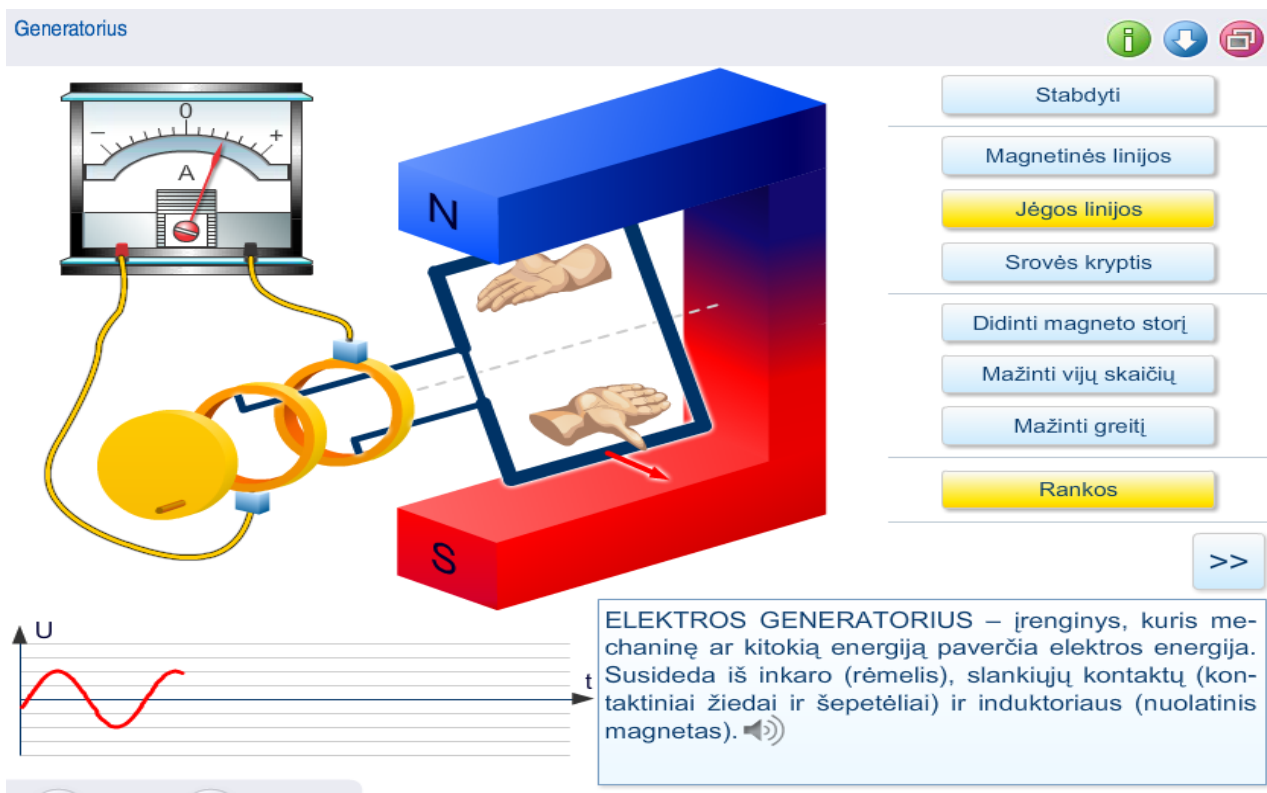 Generatorius
Stabdyti
Magnetinės linijos
Jėgos linijos
Srovės kryptis
Didinti magneto storį
Mažinti vijų skaičių
Mažinti greitį
Rankos
>>
– 0 +
A
N
S
U
t
ELEKTROS GENERATORIUS – įrenginys, kuris me-
chaninę ar kitokią energiją paverčia elektros energija.
Susideda iš inkaro (rėmelis), slankiųjų kontaktų (kon-
taktiniai žiedai ir šepetėliai) ir induktoriaus (nuolatinis
magnetas).